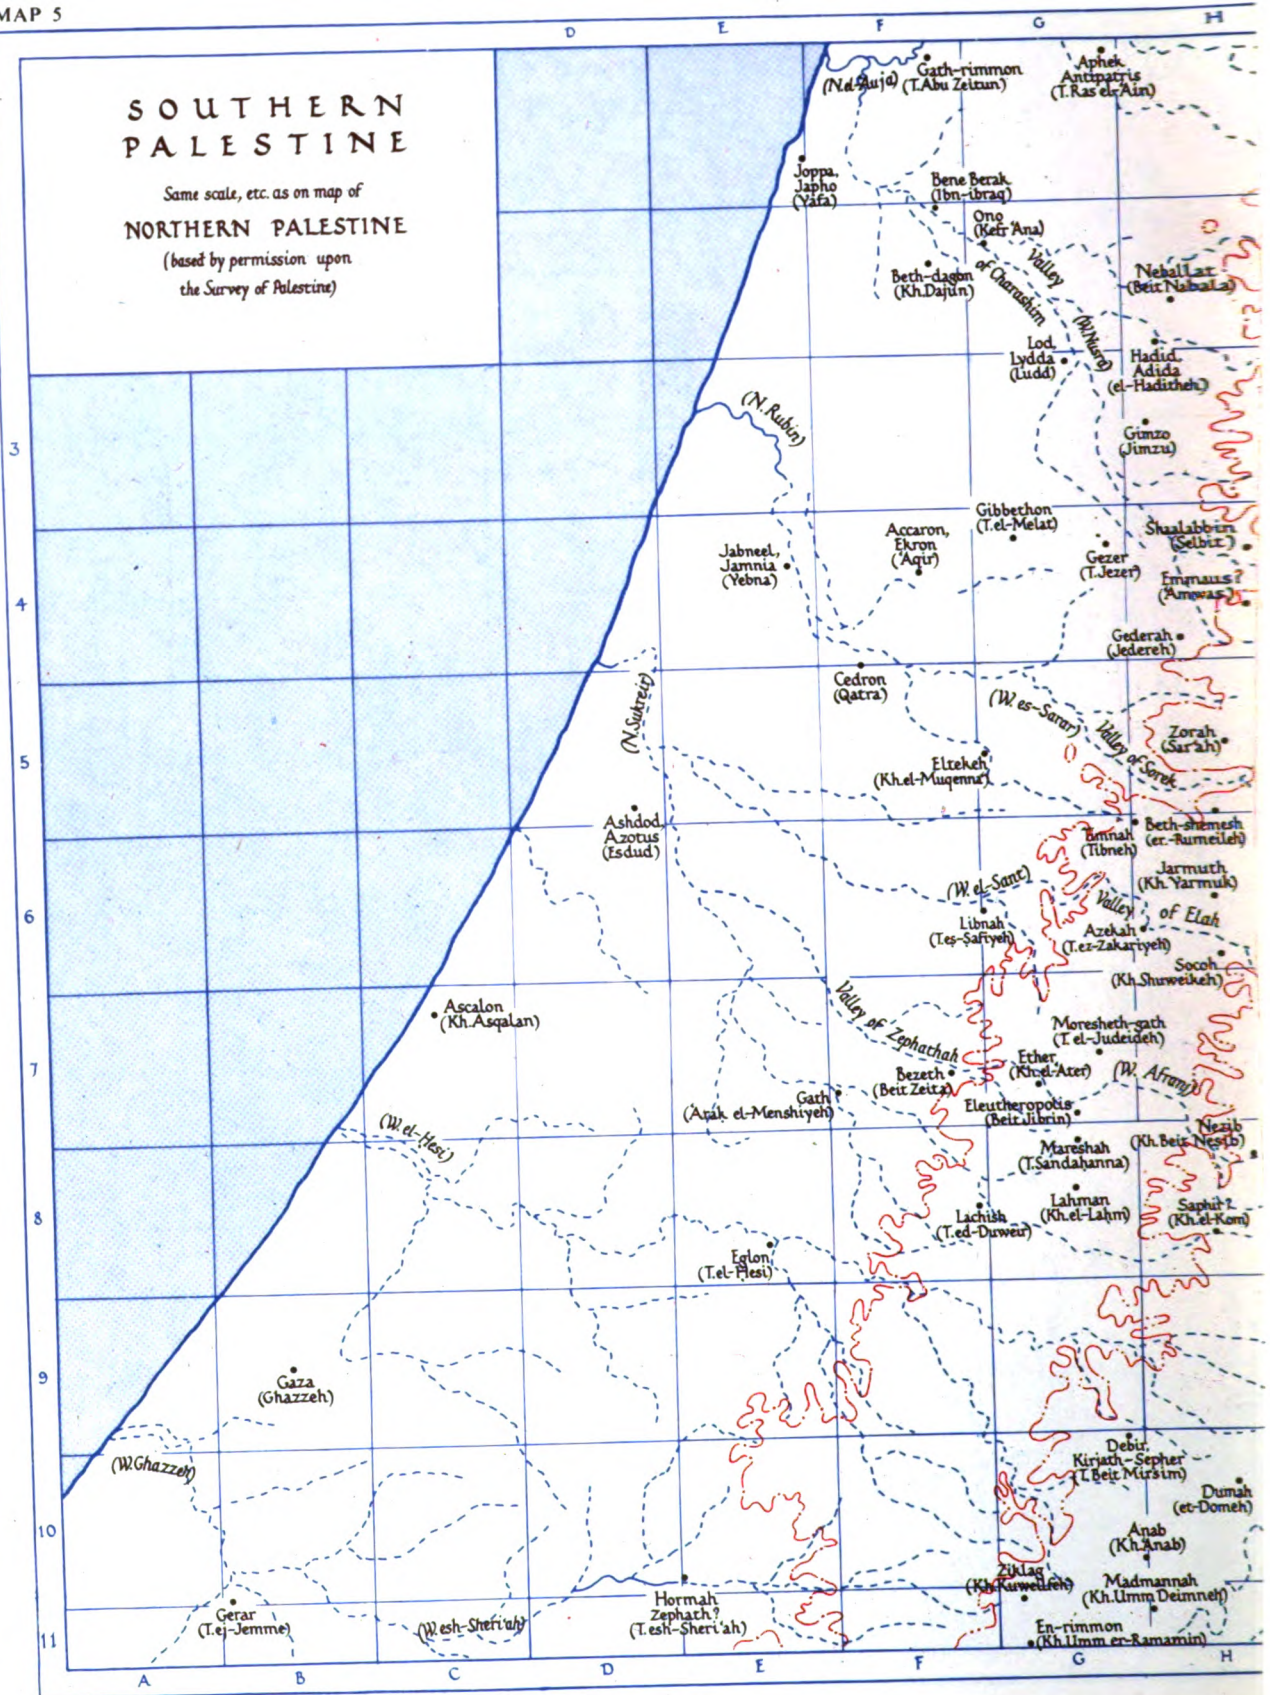 MAP 5
D E F G H
SOUTHERN
PALESTINE
Same scale, etc. as on map of
NORTHERN PALESTINE
(based by permission upon
the Survey of Palestine)
(N.el-Auja)
Gath-rimmon
(T.Abu Zeitun)
Aphek
Antipatris
(T.Ras el-'Ain)
Joppa,
Japho
(Yafa)
Bene Berak
(Ibn-ibraq)
Ono
(Kefr 'Ana)
Valley
of Charashim
(W.Musra)
Beth-dagon
(Kh.Dajun)
Neballat
(Beit Nabala)
Lod,
Lydda
(Ludd)
Hadid,
Adida
(el-Haditheh)
3
(N.Rubin)
Gimzo
(Jimzu)
Gibbethon
(T.el-Melat)
Accaron,
Ekron
('Aqir)
Shaalabbin
(Selbit)
Jabneel,
Jamnia
(Yebna)
Gezer
(T.Jezer)
Emmaus?
('Amwas)
4
Gederah
(Jedereh)
Cedron
(Qatra)
(N.Sukreir)
(W.es-Sarar)
Valley of Sorek
Zorah
(Sar'ah)
5
Eltekeh
(Kh.el-Muqenna')
Ashdod,
Azotus
(Esdud)
Timnah
(Tibneh)
Beth-shemesh
(er.-Rumeileh)
Jarmuth
(Kh.Yarmuk)
(W.el-Sant)
Valley of Elah
6
Libnah
(T.es-Safiyeh)
Azekah
(T.ez-Zakariyeh)
Socoh
(Kh.Shuweikeh)
Ascalon
(Kh.Asqalan)
Valley of Zephathah
Moresheth-gath
(T.el-Judeideh)
7
Ether
(Kh.el-Ater)
(W. Afranj)
Bezeth
(Beit Zeita)
Gath
('Arak el-Menshiyeh)
Eleutheropolis
(Beit Jibrin)
(W.el-Hesi)
Nezib
(Kh.Beit Nesib)
Mareshah
(T.Sandahanna)
8
Lahman
(Kh.el-Lahm)
Saphir?
(Kh.el-Kom)
Lachish
(T.ed-Duweir)
Eglon
(T.el-Hesi)
9
Gaza
(Ghazzeh)
(W.Ghazzeh)
Debir,
Kirjath-Sepher
(T.Beit Mirsim)
Dumah
(et-Domeh)
10
Anab
(Kh.'Anab)
Ziklag
(Kh.Kuweilfeh)
Madmannah
(Kh.Umm Deimneh)
Gerar
(T.ej-Jemme)
(W.esh-Sheri'ah)
Hormah
Zephath?
(T.esh-Sheri'ah)
11
En-rimmon
(Kh.Umm er-Ramamin)
A B C D E F G H